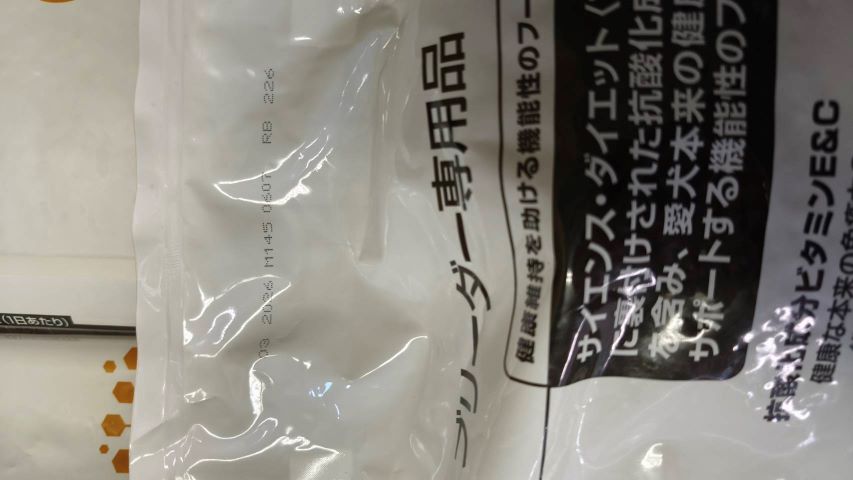 (1日あたり)
03 2026 M145 0607 RB 226
ブリーダー専用品
健康維持を助ける機能性のフー
サイエンス・ダイエット〈
に裏付けされた抗酸化成
を含み、愛犬本来の健康
サポートする機能性のフ
抗酸化成分ビタミンE&C
健康な本来の免疫